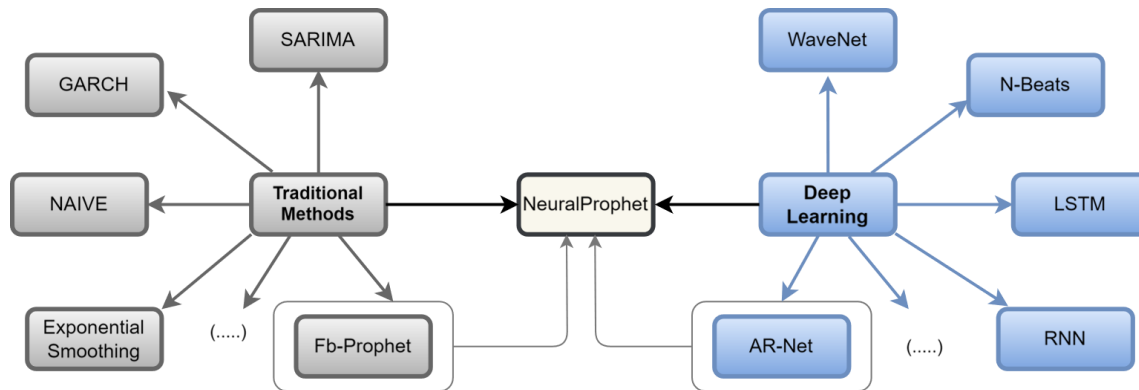 SARIMA
WaveNet
GARCH
N-Beats
NAIVE
Traditional
Methods
NeuralProphet
Deep
Learning
LSTM
Exponential
Smoothing
(.....)
Fb-Prophet
AR-Net
(.....)
RNN